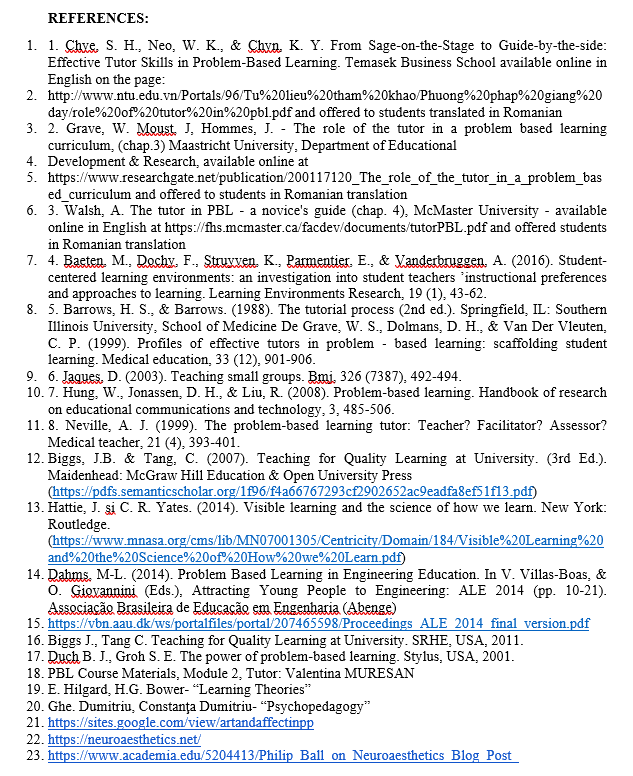 REFERENCES:
1. 1. Chye, S. H., Neo, W. K., & Chyn, K. Y. From Sage-on-the-Stage to Guide-by-the-side:
Effective Tutor Skills in Problem-Based Learning. Temasek Business School available online in
English on the page:
2. http://www.ntu.edu.vn/Portals/96/Tu%20lieu%20tham%20khao/Phuong%20phap%20giang%20
day/role%20of%20tutor%20in%20pbl.pdf and offered to students translated in Romanian
3. 2. Grave, W. Moust, J, Hommes, J. - The role of the tutor in a problem based learning
curriculum, (chap.3) Maastricht University, Department of Educational
4. Development & Research, available online at
5. https://www.researchgate.net/publication/200117120_The_role_of_the_tutor_in_a_problem_bas
ed_curriculum and offered to students in Romanian translation
6. 3. Walsh, A. The tutor in PBL - a novice's guide (chap. 4), McMaster University - available
online in English at https://fhs.mcmaster.ca/facdev/documents/tutorPBL.pdf and offered students
in Romanian translation
7. 4. Baeten, M., Dochy, F., Struyven, K., Parmentier, E., & Vanderbruggen, A. (2016). Student-
centered learning environments: an investigation into student teachers 'instructional preferences
and approaches to learning. Learning Environments Research, 19 (1), 43-62.
8. 5. Barrows, H. S., & Barrows. (1988). The tutorial process (2nd ed.). Springfield, IL: Southern
Illinois University, School of Medicine De Grave, W. S., Dolmans, D. H., & Van Der Vleuten,
C. P. (1999). Profiles of effective tutors in problem - based learning: scaffolding student
learning. Medical education, 33 (12), 901-906.
9. 6. Jaques, D. (2003). Teaching small groups. Bmj, 326 (7387), 492-494.
10. 7. Hung, W., Jonassen, D. H., & Liu, R. (2008). Problem-based learning. Handbook of research
on educational communications and technology, 3, 485-506.
11. 8. Neville, A. J. (1999). The problem-based learning tutor: Teacher? Facilitator? Assessor?
Medical teacher, 21 (4), 393-401.
12. Biggs, J.B. & Tang, C. (2007). Teaching for Quality Learning at University. (3rd Ed.).
Maidenhead: McGraw Hill Education & Open University Press
(https://pdfs.semanticscholar.org/1f96/f4a66767293cf2902652ac9eadfa8ef51f13.pdf)
13. Hattie, J. și C. R. Yates. (2014). Visible learning and the science of how we learn. New York:
Routledge.
(https://www.mnasa.org/cms/lib/MN07001305/Centricity/Domain/184/Visible%20Learning%20
and%20the%20Science%20of%20How%20we%20Learn.pdf)
14. Dahms, M-L. (2014). Problem Based Learning in Engineering Education. In V. Villas-Boas, &
O. Giovannini (Eds.), Attracting Young People to Engineering: ALE 2014 (pp. 10-21).
Associação Brasileira de Educação em Engenharia (Abenge)
15. https://vbn.aau.dk/ws/portalfiles/portal/207465598/Proceedings_ALE_2014_final_version.pdf
16. Biggs J., Tang C. Teaching for Quality Learning at University. SRHE, USA, 2011.
17. Duch B. J., Groh S. E. The power of problem-based learning. Stylus, USA, 2001.
18. PBL Course Materials, Module 2, Tutor: Valentina MURESAN
19. E. Hilgard, H.G. Bower- “Learning Theories”
20. Ghe. Dumitriu, Constanţa Dumitriu- “Psychopedagogy”
21. https://sites.google.com/view/artandaffectinpp
22. https://neuroaesthetics.net/
23. https://www.academia.edu/5204413/Philip_Ball_on_Neuroaesthetics_Blog_Post_